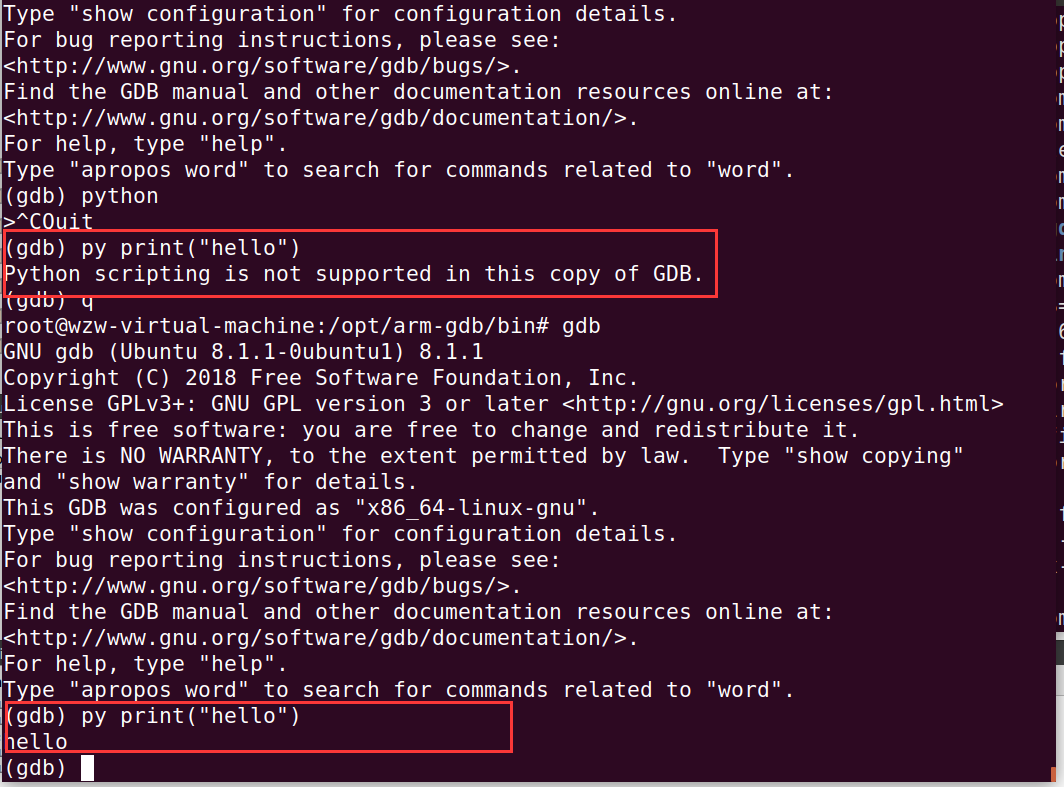 Type "show configuration" for configuration details.
For bug reporting instructions, please see:
<http://www.gnu.org/software/gdb/bugs/>.
Find the GDB manual and other documentation resources online at:
<http://www.gnu.org/software/gdb/documentation/>.
For help, type "help".
Type "apropos word" to search for commands related to "word".
(gdb) python
>^CQuit
(gdb) py print("hello")
Python scripting is not supported in this copy of GDB.
(gdb) q
root@wzw-virtual-machine:/opt/arm-gdb/bin# gdb
GNU gdb (Ubuntu 8.1.1-0ubuntu1) 8.1.1
Copyright (C) 2018 Free Software Foundation, Inc.
License GPLv3+: GNU GPL version 3 or later <http://gnu.org/licenses/gpl.html>
This is free software: you are free to change and redistribute it.
There is NO WARRANTY, to the extent permitted by law.  Type "show copying"
and "show warranty" for details.
This GDB was configured as "x86_64-linux-gnu".
Type "show configuration" for configuration details.
For bug reporting instructions, please see:
<http://www.gnu.org/software/gdb/bugs/>.
Find the GDB manual and other documentation resources online at:
<http://www.gnu.org/software/gdb/documentation/>.
For help, type "help".
Type "apropos word" to search for commands related to "word".
(gdb) py print("hello")
hello
(gdb)